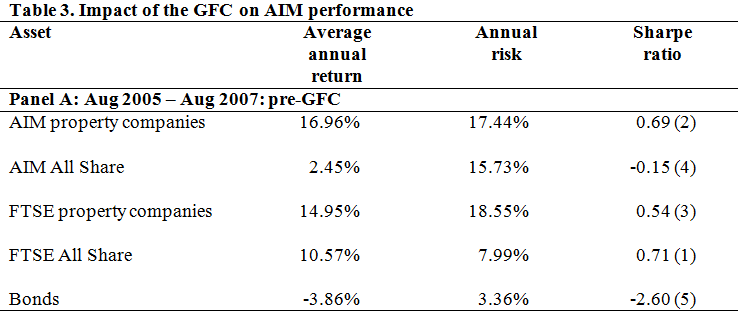 Table 3. Impact of the GFC on AIM performance
Asset Average annual return Annual risk Sharpe ratio
Panel A: Aug 2005 – Aug 2007: pre-GFC
AIM property companies 16.96% 17.44% 0.69 (2)
AIM All Share 2.45% 15.73% -0.15 (4)
FTSE property companies 14.95% 18.55% 0.54 (3)
FTSE All Share 10.57% 7.99% 0.71 (1)
Bonds -3.86% 3.36% -2.60 (5)